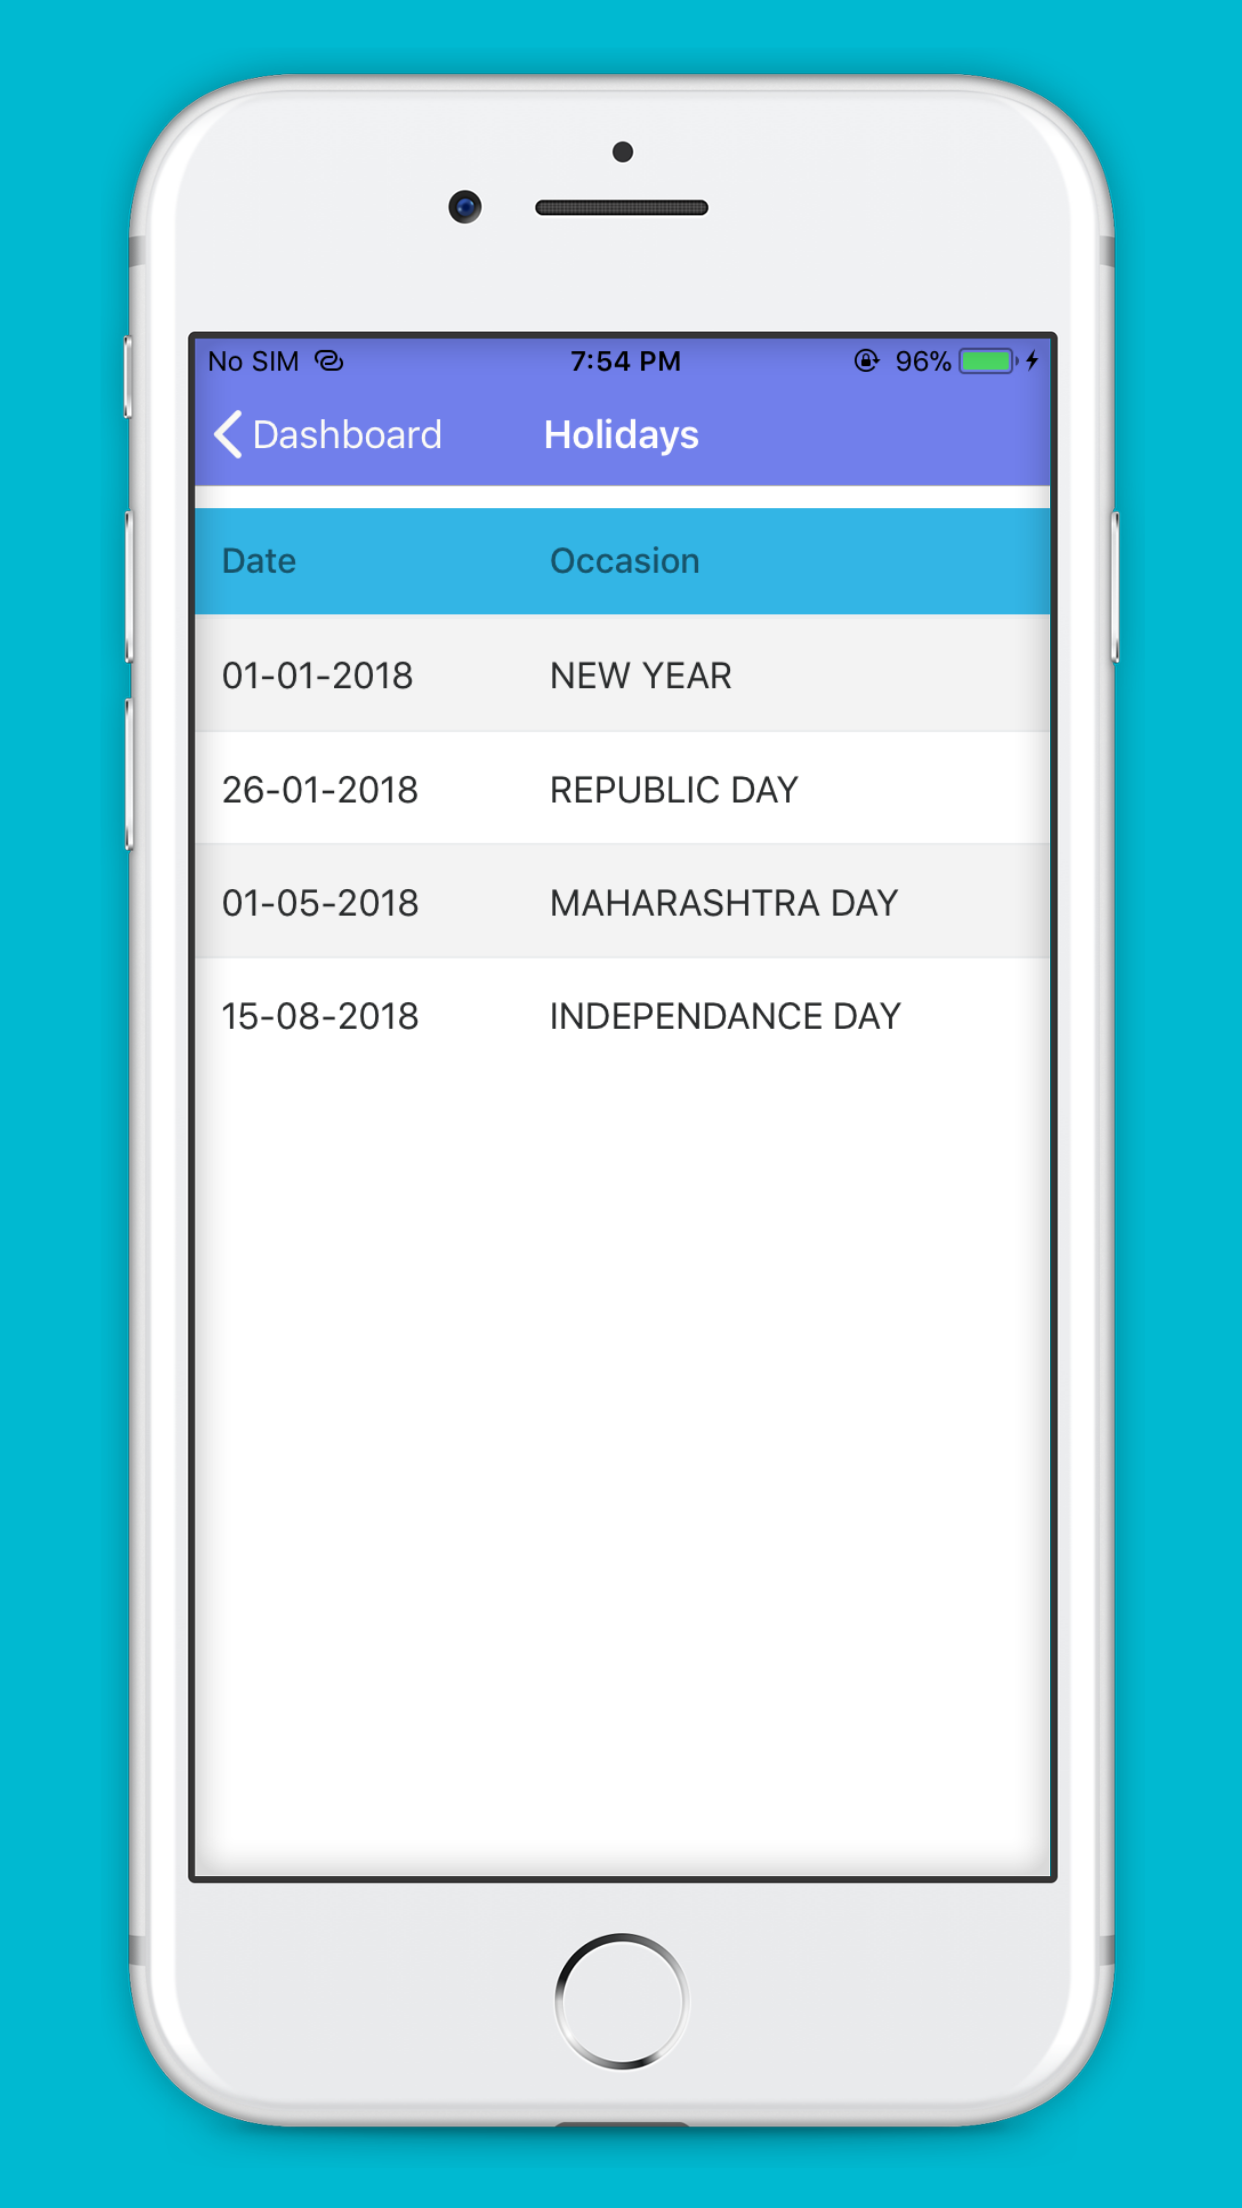 No SIM 7:54 PM 96%
Dashboard Holidays
Date Occasion
01-01-2018 NEW YEAR
26-01-2018 REPUBLIC DAY
01-05-2018 MAHARASHTRA DAY
15-08-2018 INDEPENDANCE DAY